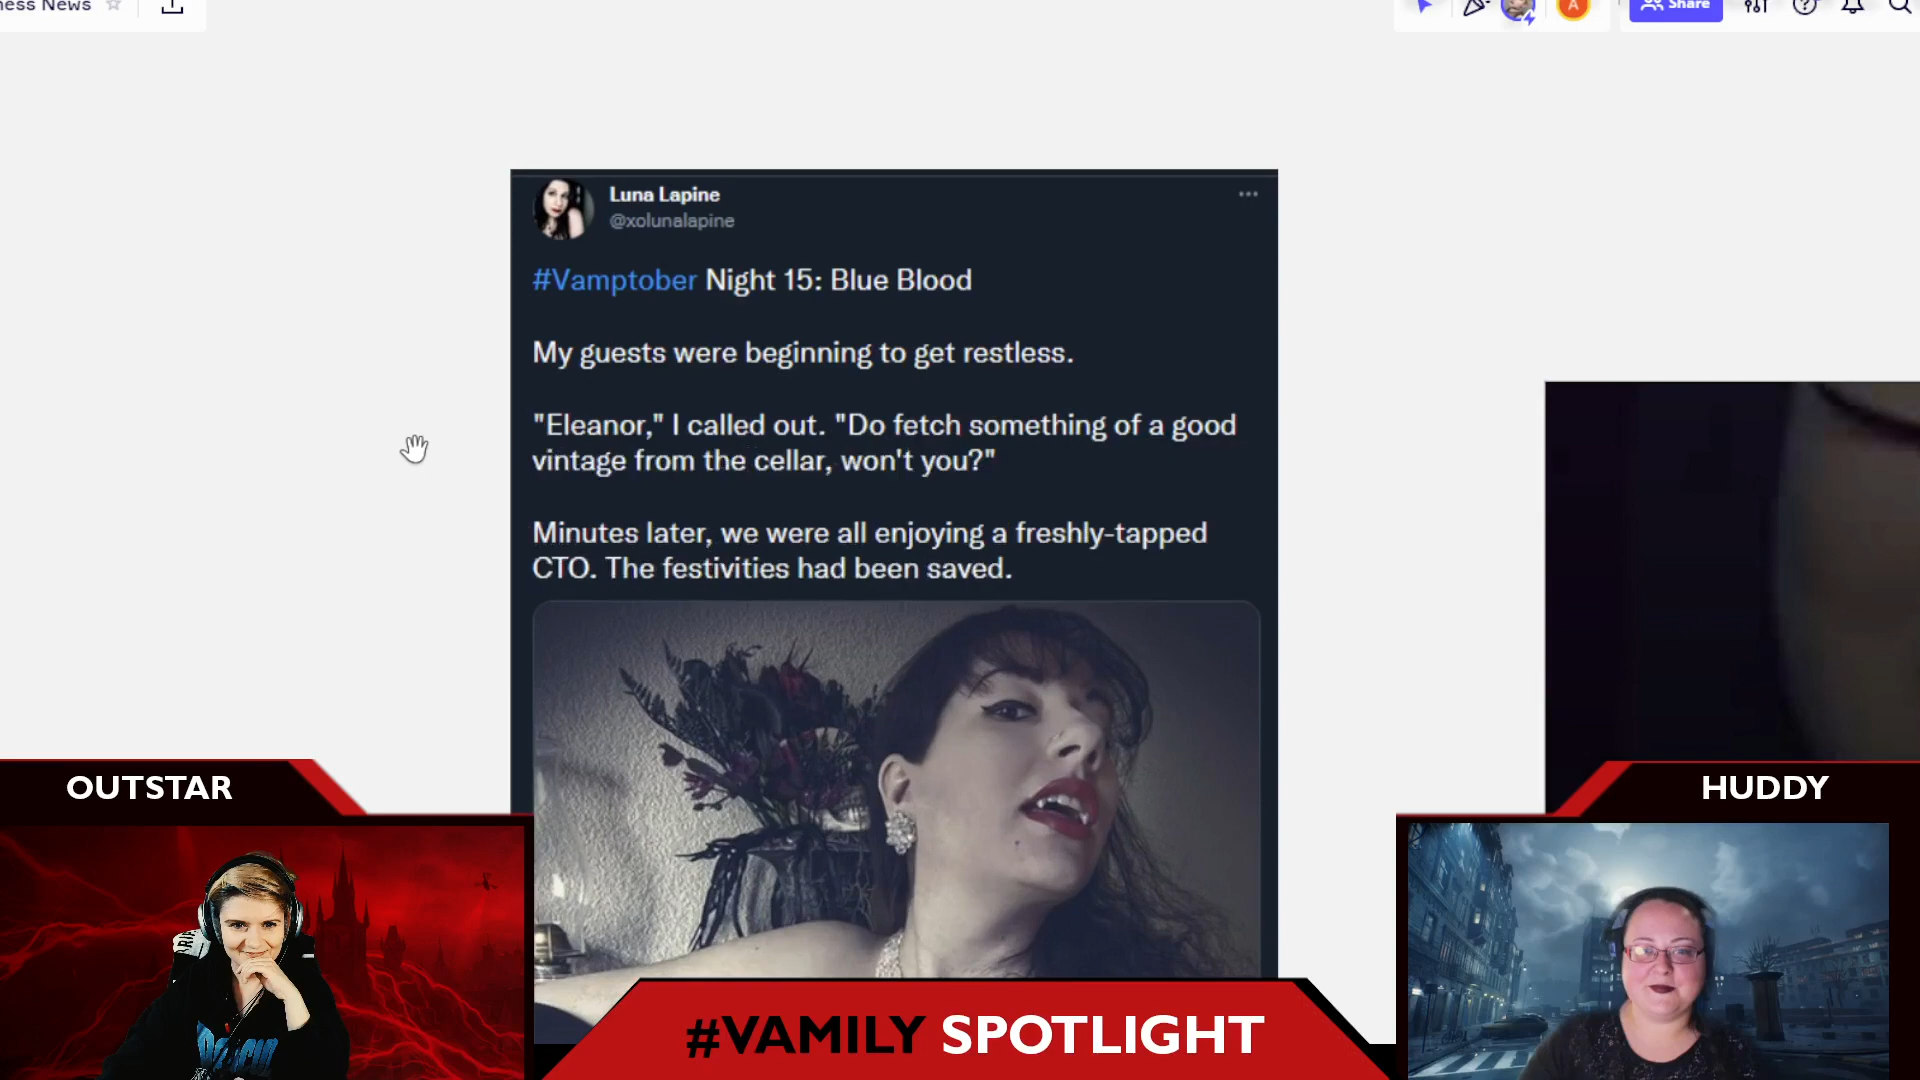 ness News
Share
A
Luna Lapine
@xolunalapine
#Vamptober Night 15: Blue Blood
My guests were beginning to get restless.
"Eleanor," I called out. "Do fetch something of a good
vintage from the cellar, won't you?"
Minutes later, we were all enjoying a freshly-tapped
CTO. The festivities had been saved.
OUTSTAR
HUDDY
#VAMILY SPOTLIGHT